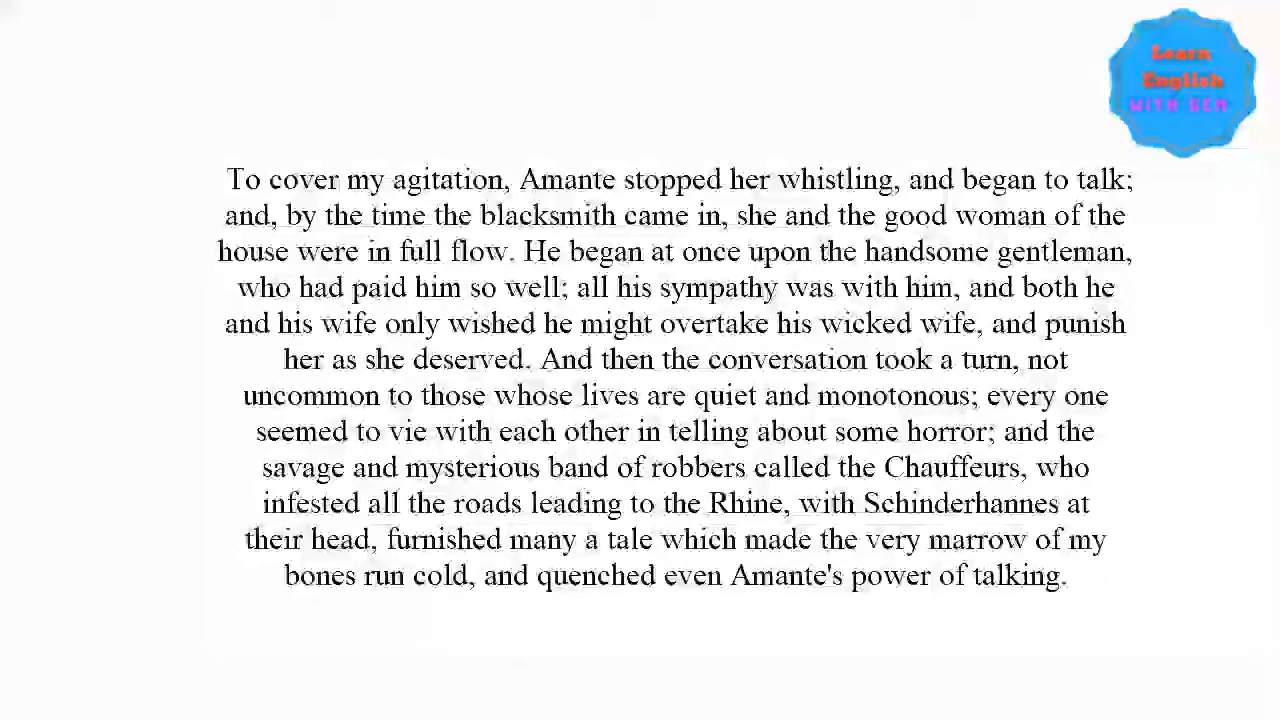 Learn
English
WITH GEM
To cover my agitation, Amante stopped her whistling, and began to talk;
and, by the time the blacksmith came in, she and the good woman of the
house were in full flow. He began at once upon the handsome gentleman,
who had paid him so well; all his sympathy was with him, and both he
and his wife only wished he might overtake his wicked wife, and punish
her as she deserved. And then the conversation took a turn, not
uncommon to those whose lives are quiet and monotonous; every one
seemed to vie with each other in telling about some horror; and the
savage and mysterious band of robbers called the Chauffeurs, who
infested all the roads leading to the Rhine, with Schinderhannes at
their head, furnished many a tale which made the very marrow of my
bones run cold, and quenched even Amante's power of talking.